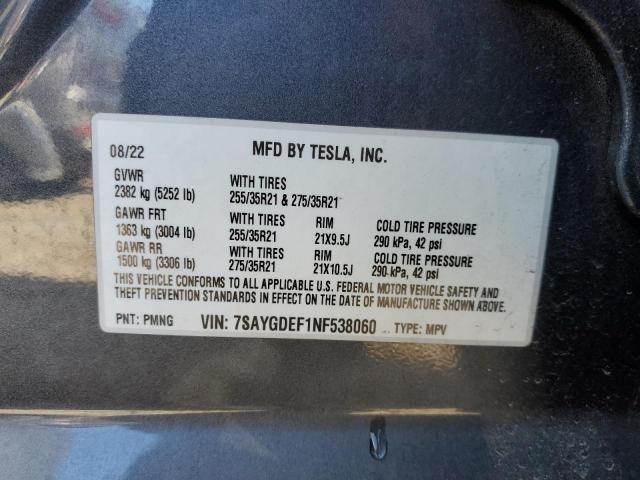 08/22 MFD BY TESLA, INC.
GVWR WITH TIRES
2382 kg (5252 lb) 255/35R21 & 275/35R21
GAWR FRT WITH TIRES RIM COLD TIRE PRESSURE
1363 kg (3004 lb) 255/35R21 21X9.5J 290 kPa, 42 psi
GAWR RR WITH TIRES RIM COLD TIRE PRESSURE
1500 kg (3306 lb) 275/35R21 21X10.5J 290 kPa, 42 psi
THIS VEHICLE CONFORMS TO ALL APPLICABLE U.S. FEDERAL MOTOR VEHICLE SAFETY AND
THEFT PREVENTION STANDARDS IN EFFECT ON THE DATE OF MANUFACTURE SHOWN ABOVE.
PNT: PMNG VIN: 7SAYGDEF1NF538060 TYPE: MPV